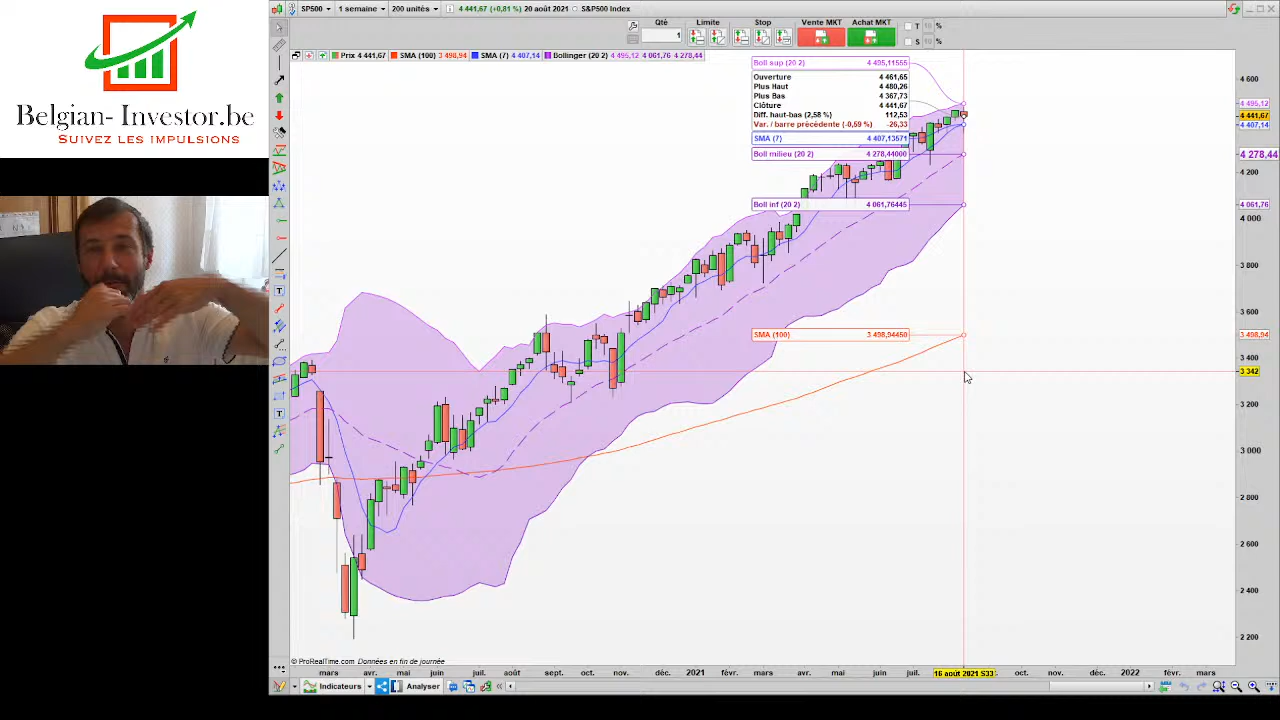 Belgian- Investor.be
SUIVEZ LES IMPULSIONS
SP500 1 semaine 200 unités 4 441,67 (+0,81 %) 20 août 2021 S&P500 Index
Qté Limite Stop Vente MKT Achat MKT T %
1 S %
Prix 4 441,67 SMA (100) 3 498,94 SMA (7) 4 407,14 Bollinger (20 2) 4 495,12 4 061,76 4 278,44
Boll sup (20 2) 4 495,11555
Ouverture 4 461,65
Plus Haut 4 480,26
Plus Bas 4 367,73
Clôture 4 441,67
Diff. haut-bas (2,58 %) 112,53
Var. / barre précédente (-0,59 %) -26,33
SMA (7) 4 407,13571
Boll milieu (20 2) 4 278,44000
Boll inf (20 2) 4 061,76445
SMA (100) 3 498,94450
4 600
4 495,12
4 441,67
4 407,14
4 278,44
4 200
4 061,76
4 000
3 800
3 600
3 498,94
3 400
3 342
3 200
3 000
2 800
2 600
2 400
2 200
© ProRealTime.com Données en fin de journée
mars avr. mai juin juil. août sept. oct. nov. déc. 2021 févr. mars avr. mai juin juil. 16 août 2021 S33 oct. nov. déc. 2022 févr. mars
Indicateurs Analyser